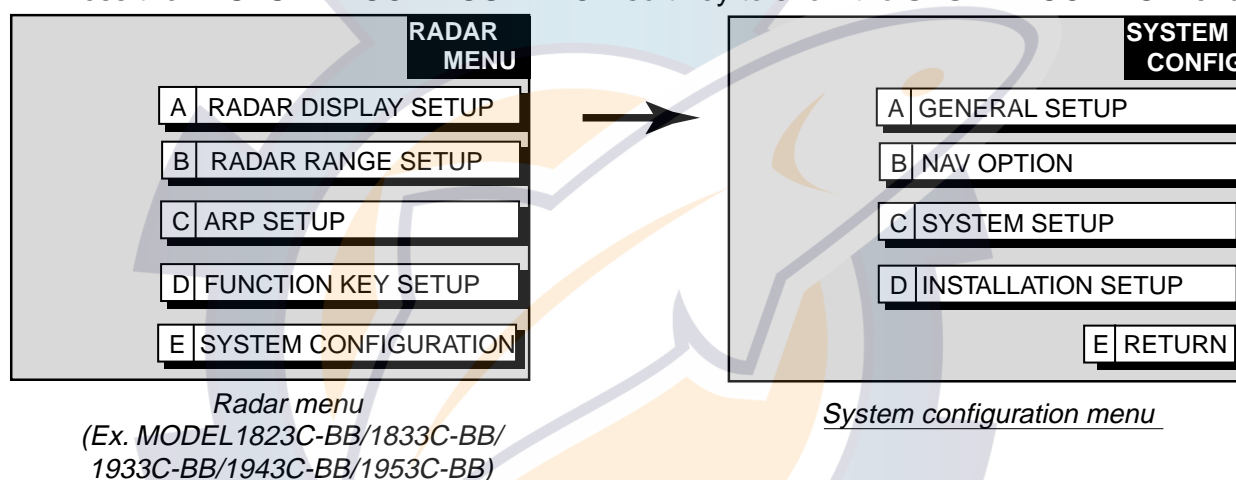 RADAR
MENU
A RADAR DISPLAY SETUP
B RADAR RANGE SETUP
C ARP SETUP
D FUNCTION KEY SETUP
E SYSTEM CONFIGURATION
Radar menu
(Ex. MODEL1823C-BB/1833C-BB/
1933C-BB/1943C-BB/1953C-BB)
SYSTEM
CONFIG
A GENERAL SETUP
B NAV OPTION
C SYSTEM SETUP
D INSTALLATION SETUP
E RETURN
System configuration menu